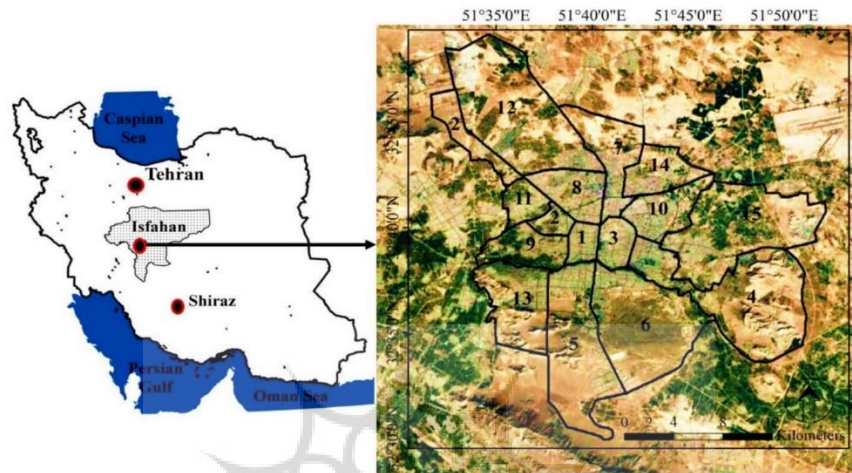 Caspian
Sea
Tehran
Isfahan
Shiraz
Persian
Gulf
Oman Sea
51°35'0"E 51°40'0"E 51°45'0"E 51°50'0"E
12
2
7
14
8
11
10
15
2
9
1
3
13
4
6
5
0 2 4 8
Kilometers